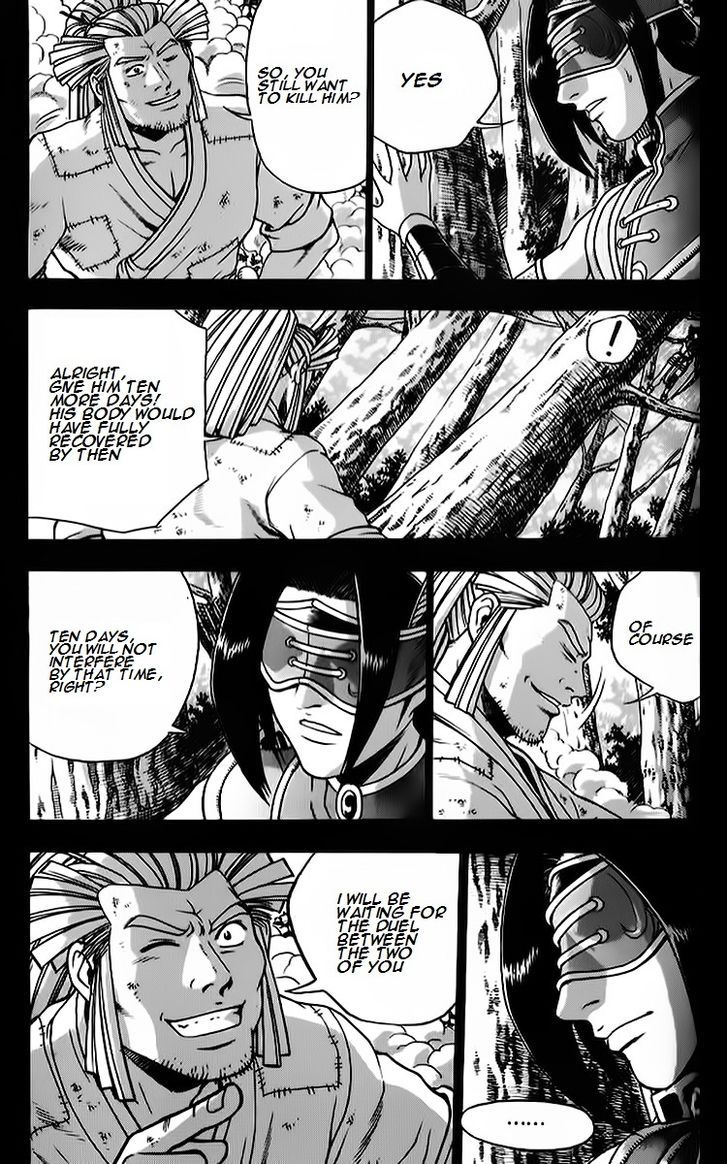 SO, YOU
STILL WANT
TO KILL HIM?
YES
ALRIGHT,
GIVE HIM TEN
MORE DAYS!
HIS BODY WOULD
HAVE FULLY
RECOVERED
BY THEN
!
TEN DAYS,
YOU WILL NOT
INTERFERE
BY THAT TIME,
RIGHT?
OF
COURSE
I WILL BE
WAITING FOR
THE DUEL
BETWEEN
THE TWO
OF YOU
......